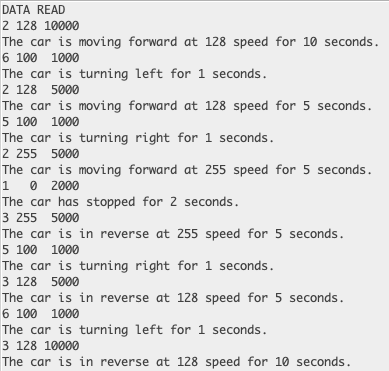 DATA READ
2 128 10000
The car is moving forward at 128 speed for 10 seconds.
6 100  1000
The car is turning left for 1 seconds.
2 128  5000
The car is moving forward at 128 speed for 5 seconds.
5 100  1000
The car is turning right for 1 seconds.
2 255  5000
The car is moving forward at 255 speed for 5 seconds.
1   0  2000
The car has stopped for 2 seconds.
3 255  5000
The car is in reverse at 255 speed for 5 seconds.
5 100  1000
The car is turning right for 1 seconds.
3 128  5000
The car is in reverse at 128 speed for 5 seconds.
6 100  1000
The car is turning left for 1 seconds.
3 128 10000
The car is in reverse at 128 speed for 10 seconds.